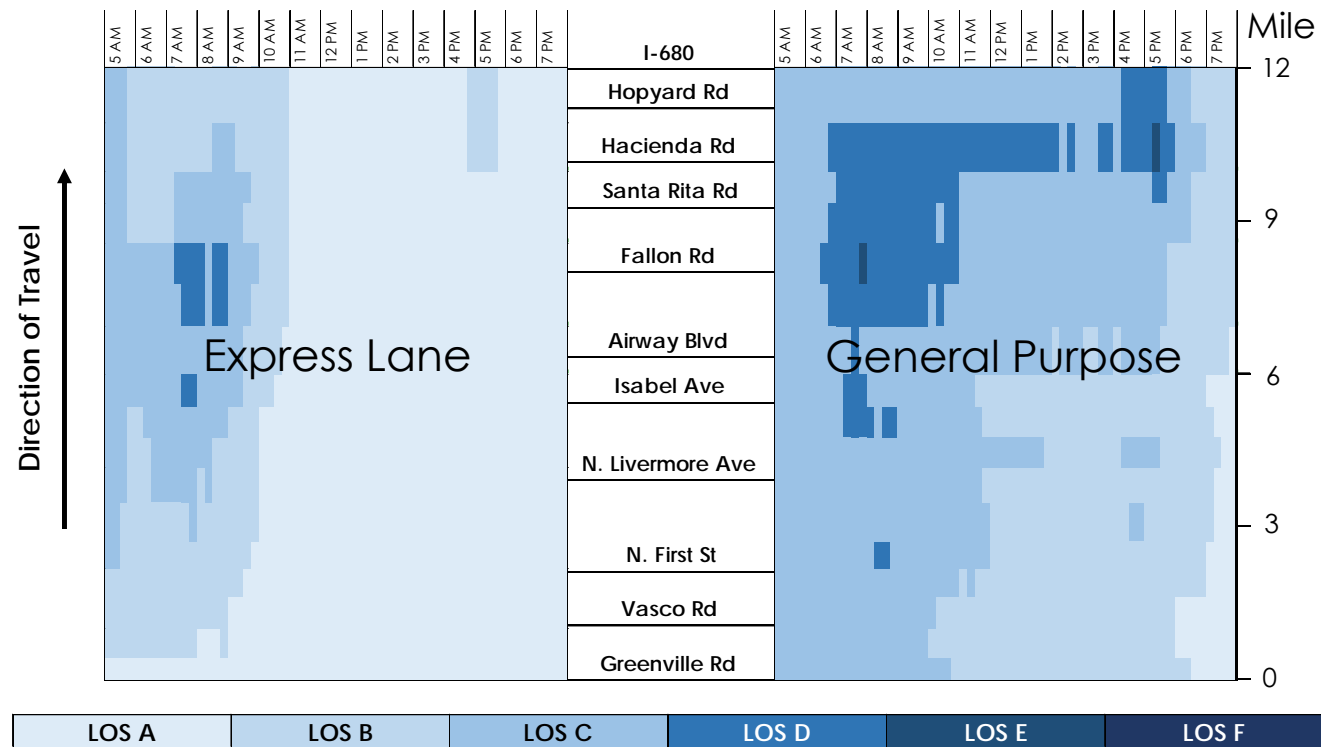 5 AM 6 AM 7 AM 8 AM 9 AM 10 AM 11 AM 12 PM 1 PM 2 PM 3 PM 4 PM 5 PM 6 PM 7 PM
I-680
5 AM 6 AM 7 AM 8 AM 9 AM 10 AM 11 AM 12 PM 1 PM 2 PM 3 PM 4 PM 5 PM 6 PM 7 PM
Mile
12
Hopyard Rd
Hacienda Rd
Santa Rita Rd
9
Fallon Rd
Direction of Travel
Express Lane
Airway Blvd
General Purpose
6
Isabel Ave
N. Livermore Ave
3
N. First St
Vasco Rd
Greenville Rd
0
LOS A LOS B LOS C LOS D LOS E LOS F